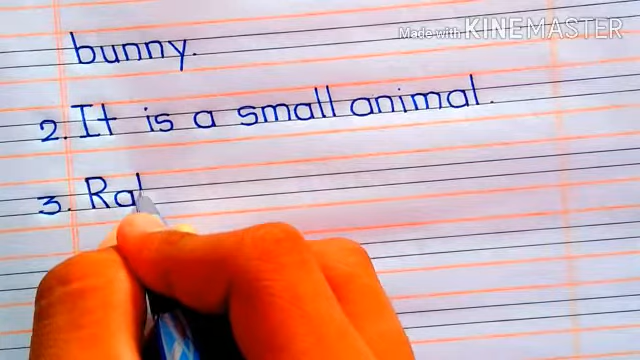 Made with KINEMASTER
bunny.
2. It is a small animal.
3. Ra